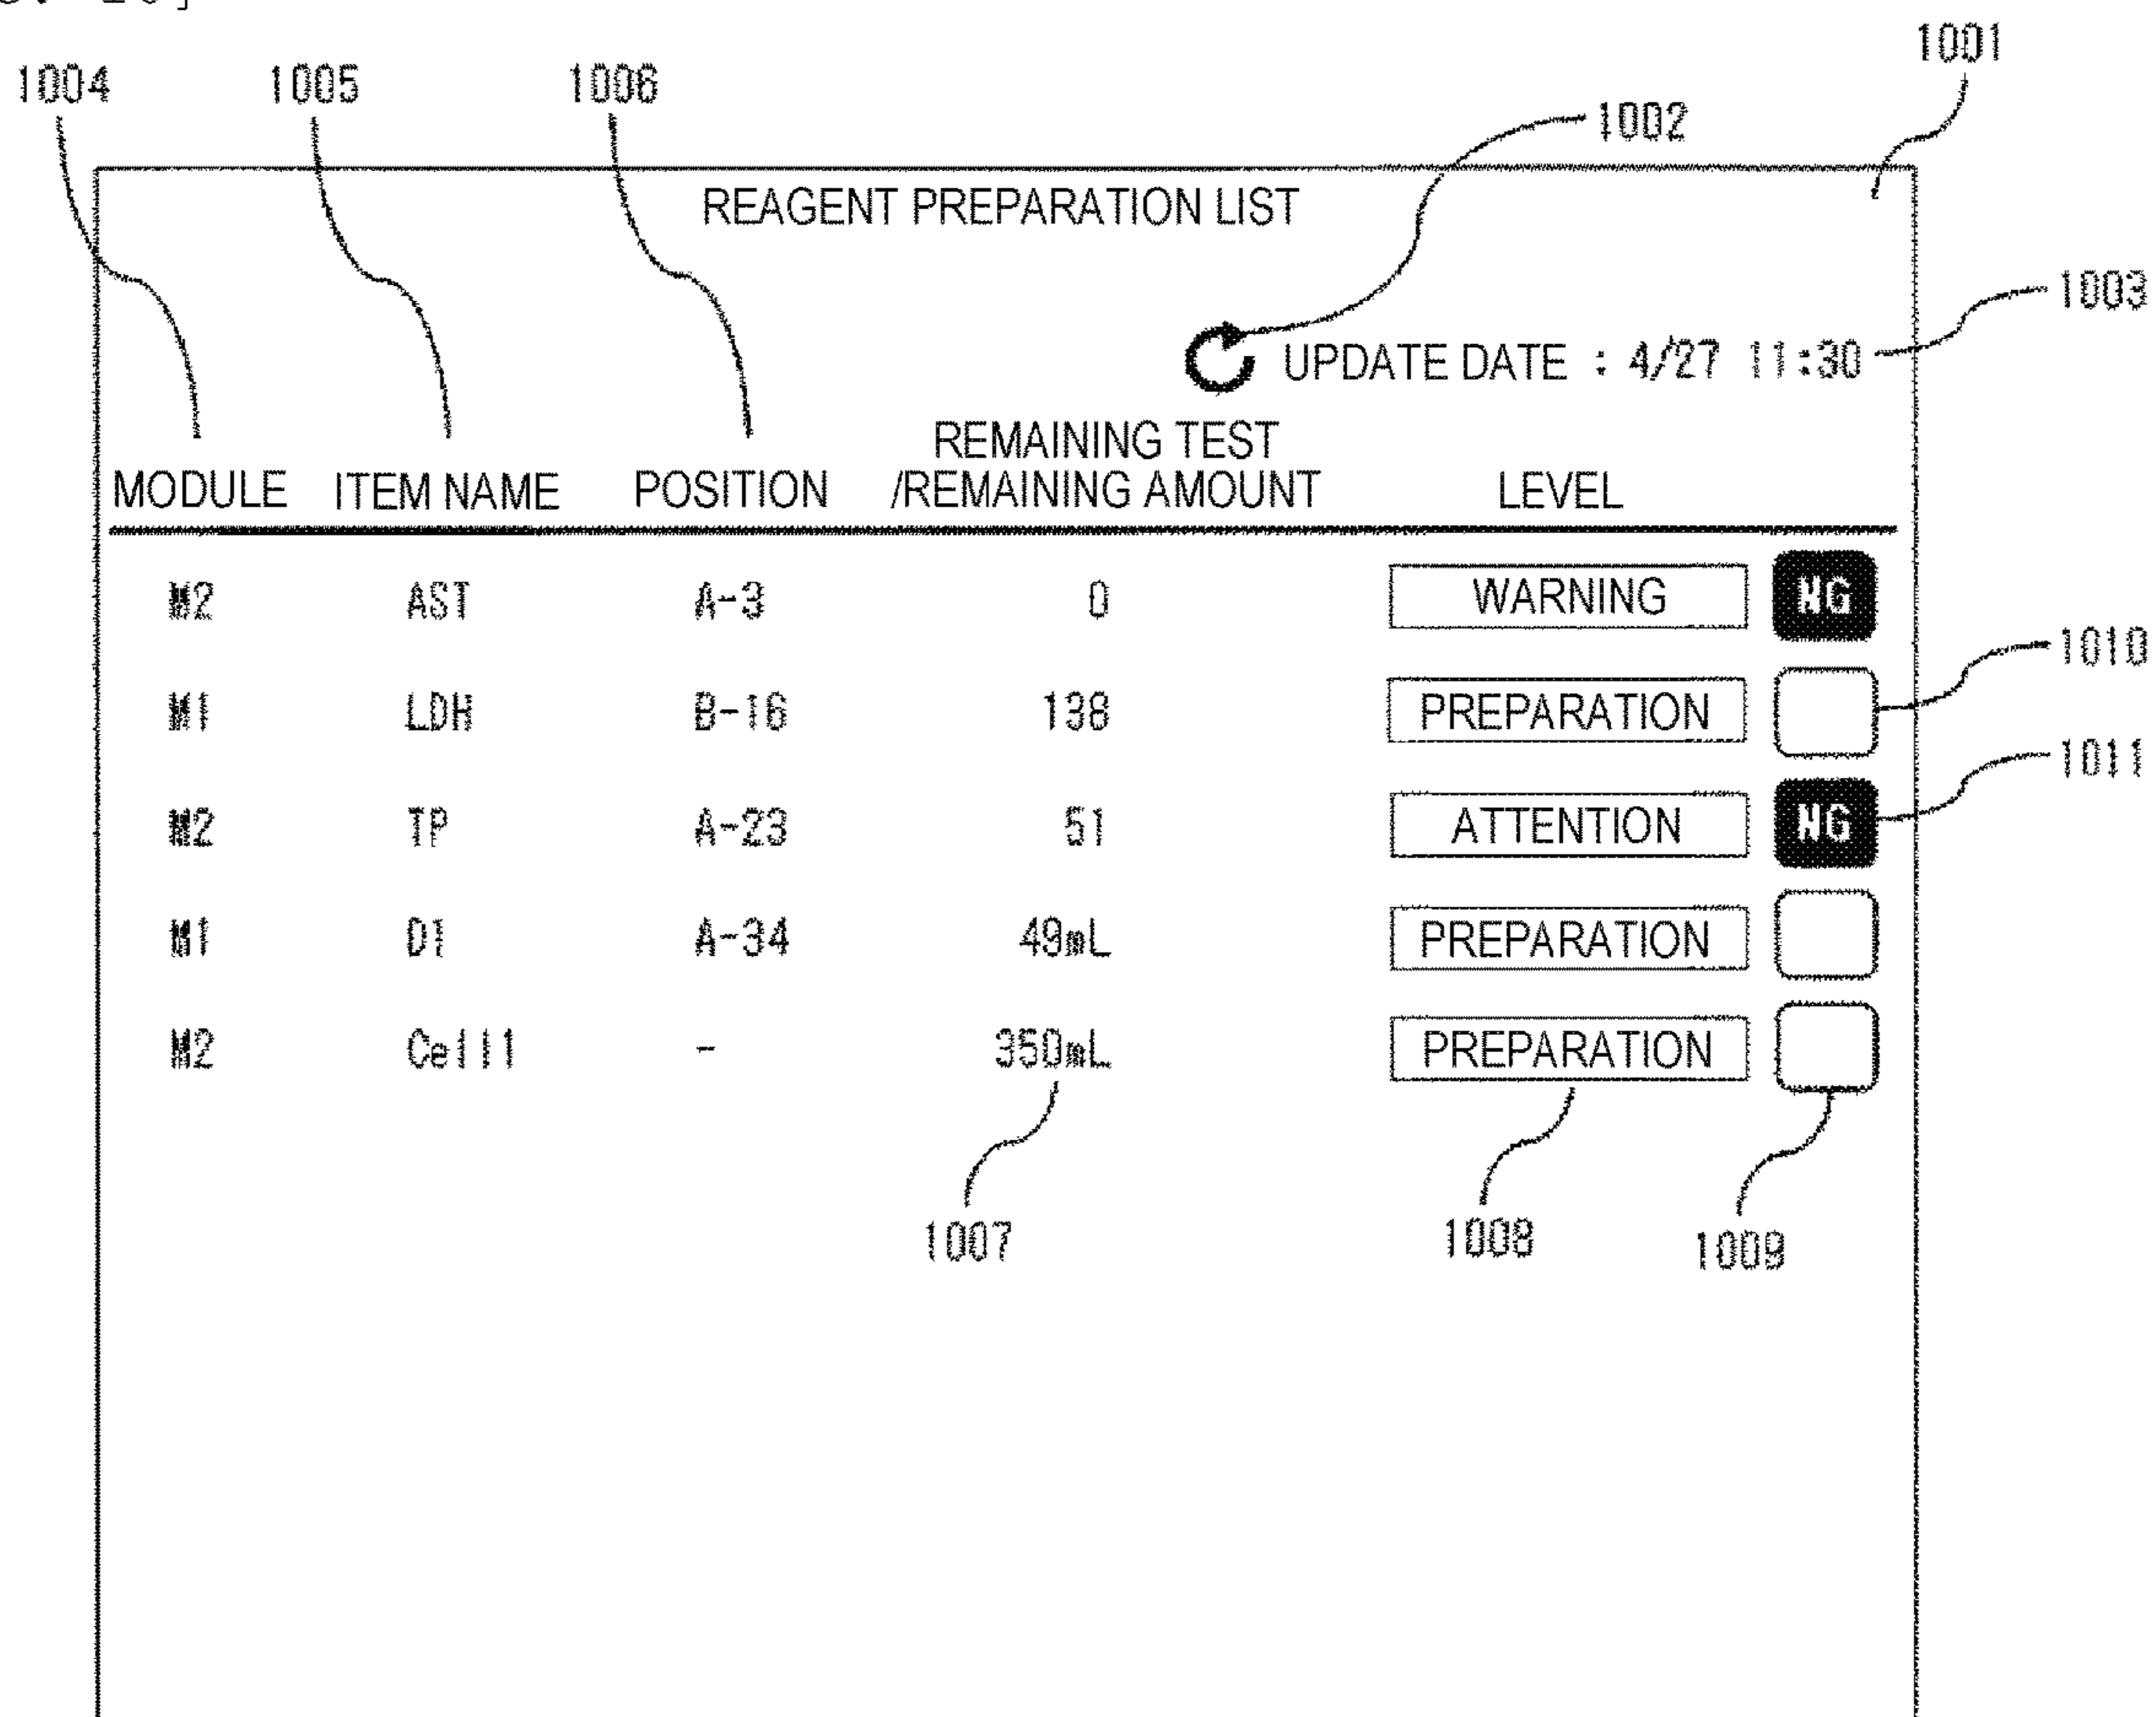 1001
1004 1005 1006
1002
REAGENT PREPARATION LIST
1003
UPDATE DATE : 4/27 11:30
REMAINING TEST
MODULE ITEM NAME POSITION /REMAINING AMOUNT LEVEL
M2 AST A-3 0 WARNING NG
1010
M1 LDH B-16 138 PREPARATION
1011
M2 TP A-23 51 ATTENTION NG
M1 D1 A-34 49mL PREPARATION
M2 Cell1 - 350mL PREPARATION
1007 1008 1009